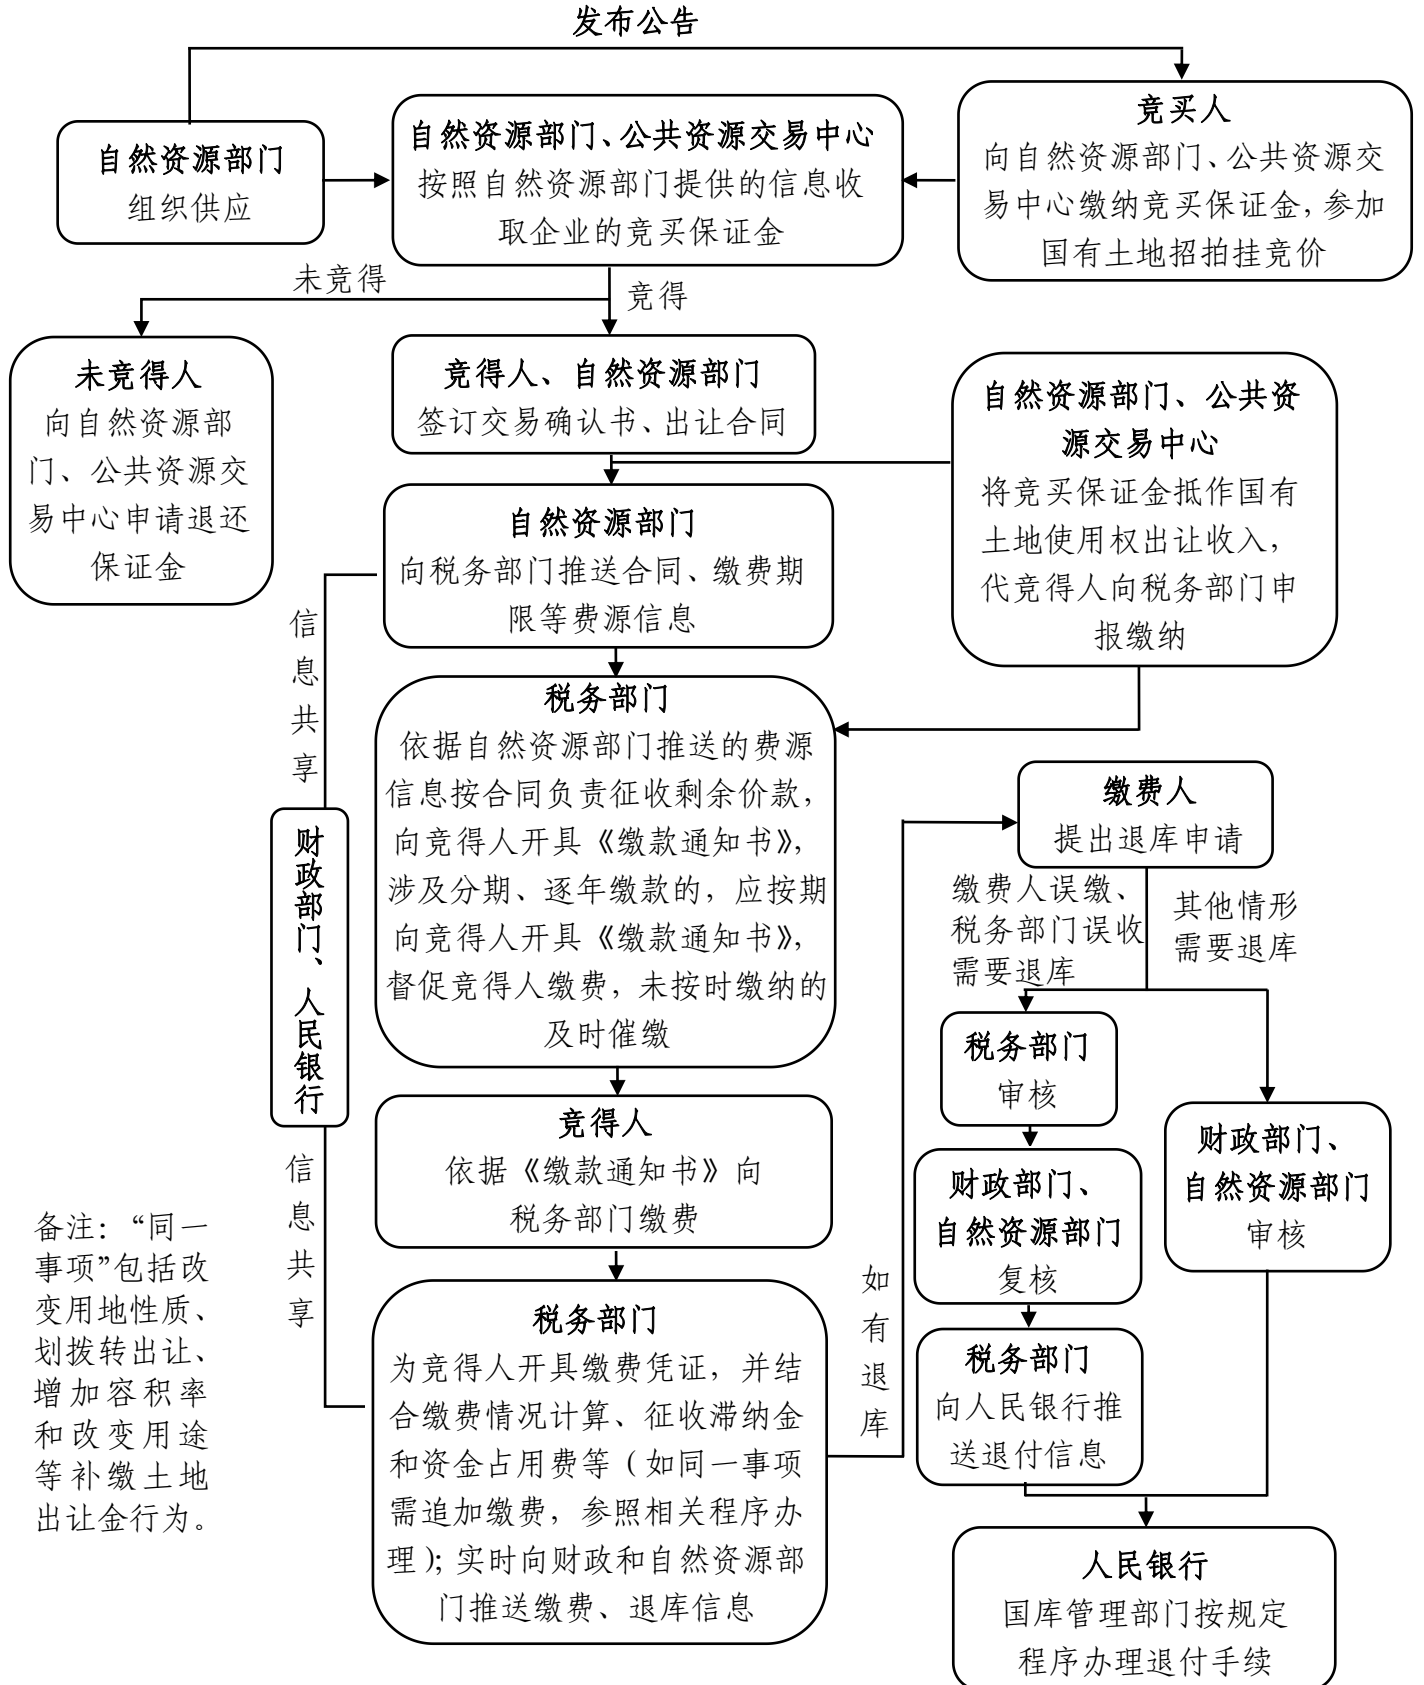 发布公告
自然资源部门
组织供应
自然资源部门、公共资源交易中心
按照自然资源部门提供的信息收
取企业的竞买保证金
竞买人
向自然资源部门、公共资源交
易中心缴纳竞买保证金,参加
国有土地招拍挂竞价
未竞得
竞得
未竞得人
向自然资源部
门、公共资源交
易中心申请退还
保证金
竞得人、自然资源部门
签订交易确认书、出让合同
自然资源部门、公共资
源交易中心
将竞买保证金抵作国有
土地使用权出让收入，
代竞得人向税务部门申
报缴纳
自然资源部门
向税务部门推送合同、缴费期
限等费源信息
信息共享
税务部门
依据自然资源部门推送的费源
信息按合同负责征收剩余价款，
向竞得人开具《缴款通知书》，
涉及分期、逐年缴款的，应按期
向竞得人开具《缴款通知书》，
督促竞得人缴费，未按时缴纳的
及时催缴
财政部门、人民银行
竞得人
依据《缴款通知书》向
税务部门缴费
信息共享
税务部门
为竞得人开具缴费凭证，并结
合缴费情况计算、征收滞纳金
和资金占用费等（如同一事项
需追加缴费，参照相关程序办
理）；实时向财政和自然资源部
门推送缴费、退库信息
如有退库
缴费人
提出退库申请
缴费人误缴、
税务部门误收
需要退库
其他情形
需要退库
税务部门
审核
财政部门、
自然资源部门
复核
税务部门
向人民银行推
送退付信息
财政部门、
自然资源部门
审核
人民银行
国库管理部门按规定
程序办理退付手续
备注：“同一
事项”包括改
变用地性质、
划拨转出让、
增加容积率
和改变用途
等补缴土地
出让金行为。